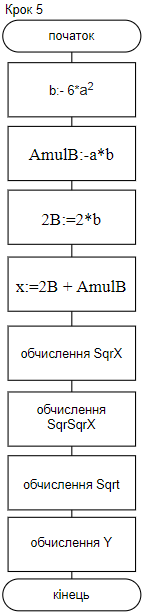 Крок 5
початок
b:- 6*a²
AmulB:-a*b
2B:=2*b
x:=2B + AmulB
обчислення SqrX
обчислення
SqrSqrX
обчислення Sqrt
обчислення Y
кінець